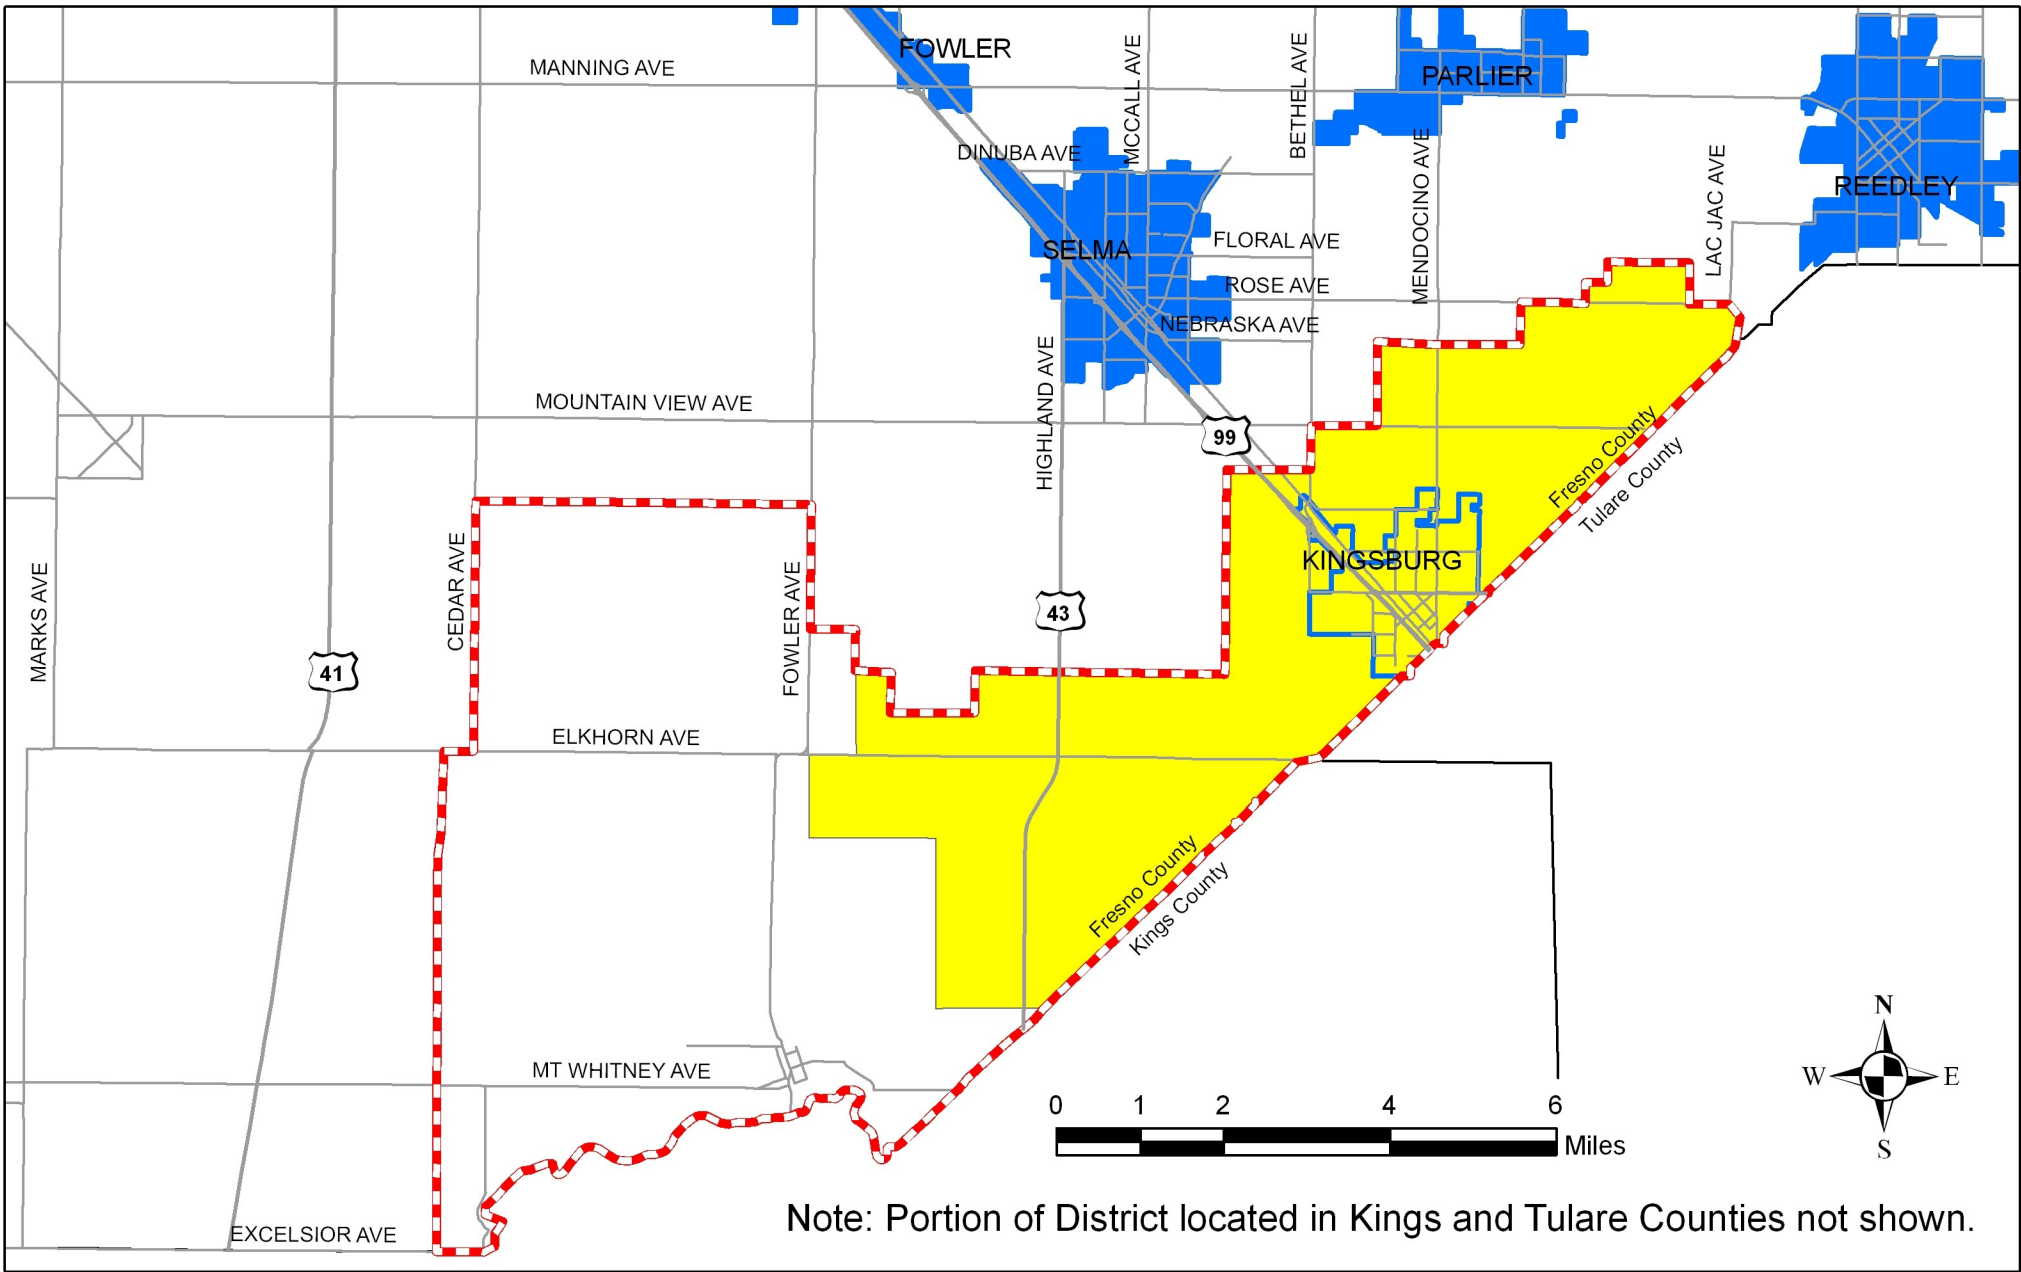 FOWLER
MANNING AVE
MCCALL AVE
BETHEL AVE
PARLIER
DINUBA AVE
MENDOCINO AVE
LAC JAC AVE
REEDLEY
SELMA
FLORAL AVE
ROSE AVE
NEBRASKA AVE
HIGHLAND AVE
MOUNTAIN VIEW AVE
99
Fresno County
Tulare County
MARKS AVE
CEDAR AVE
FOWLER AVE
KINGSBURG
43
41
ELKHORN AVE
Fresno County
Kings County
MT WHITNEY AVE
N
W
E
S
0 1 2 4 6
Miles
Note: Portion of District located in Kings and Tulare Counties not shown.
EXCELSIOR AVE